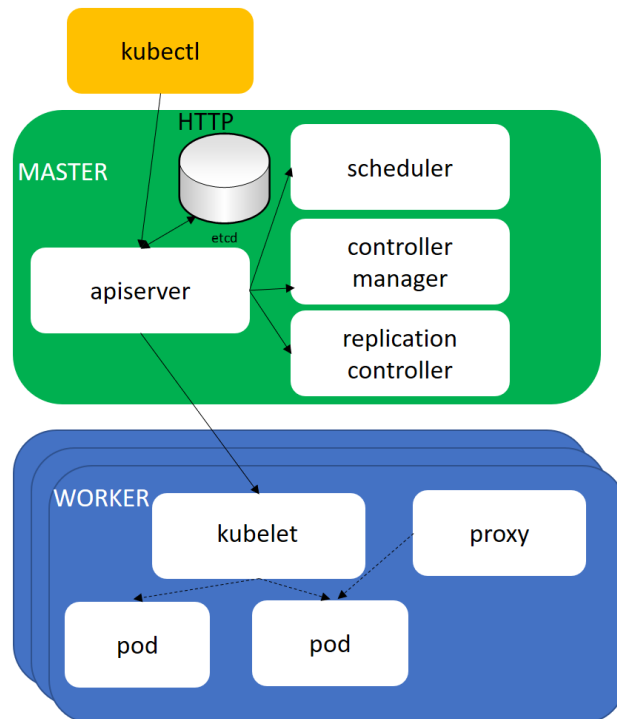 kubectl
HTTP
MASTER
scheduler
etcd
controller
manager
apiserver
replication
controller
WORKER
kubelet
proxy
pod
pod